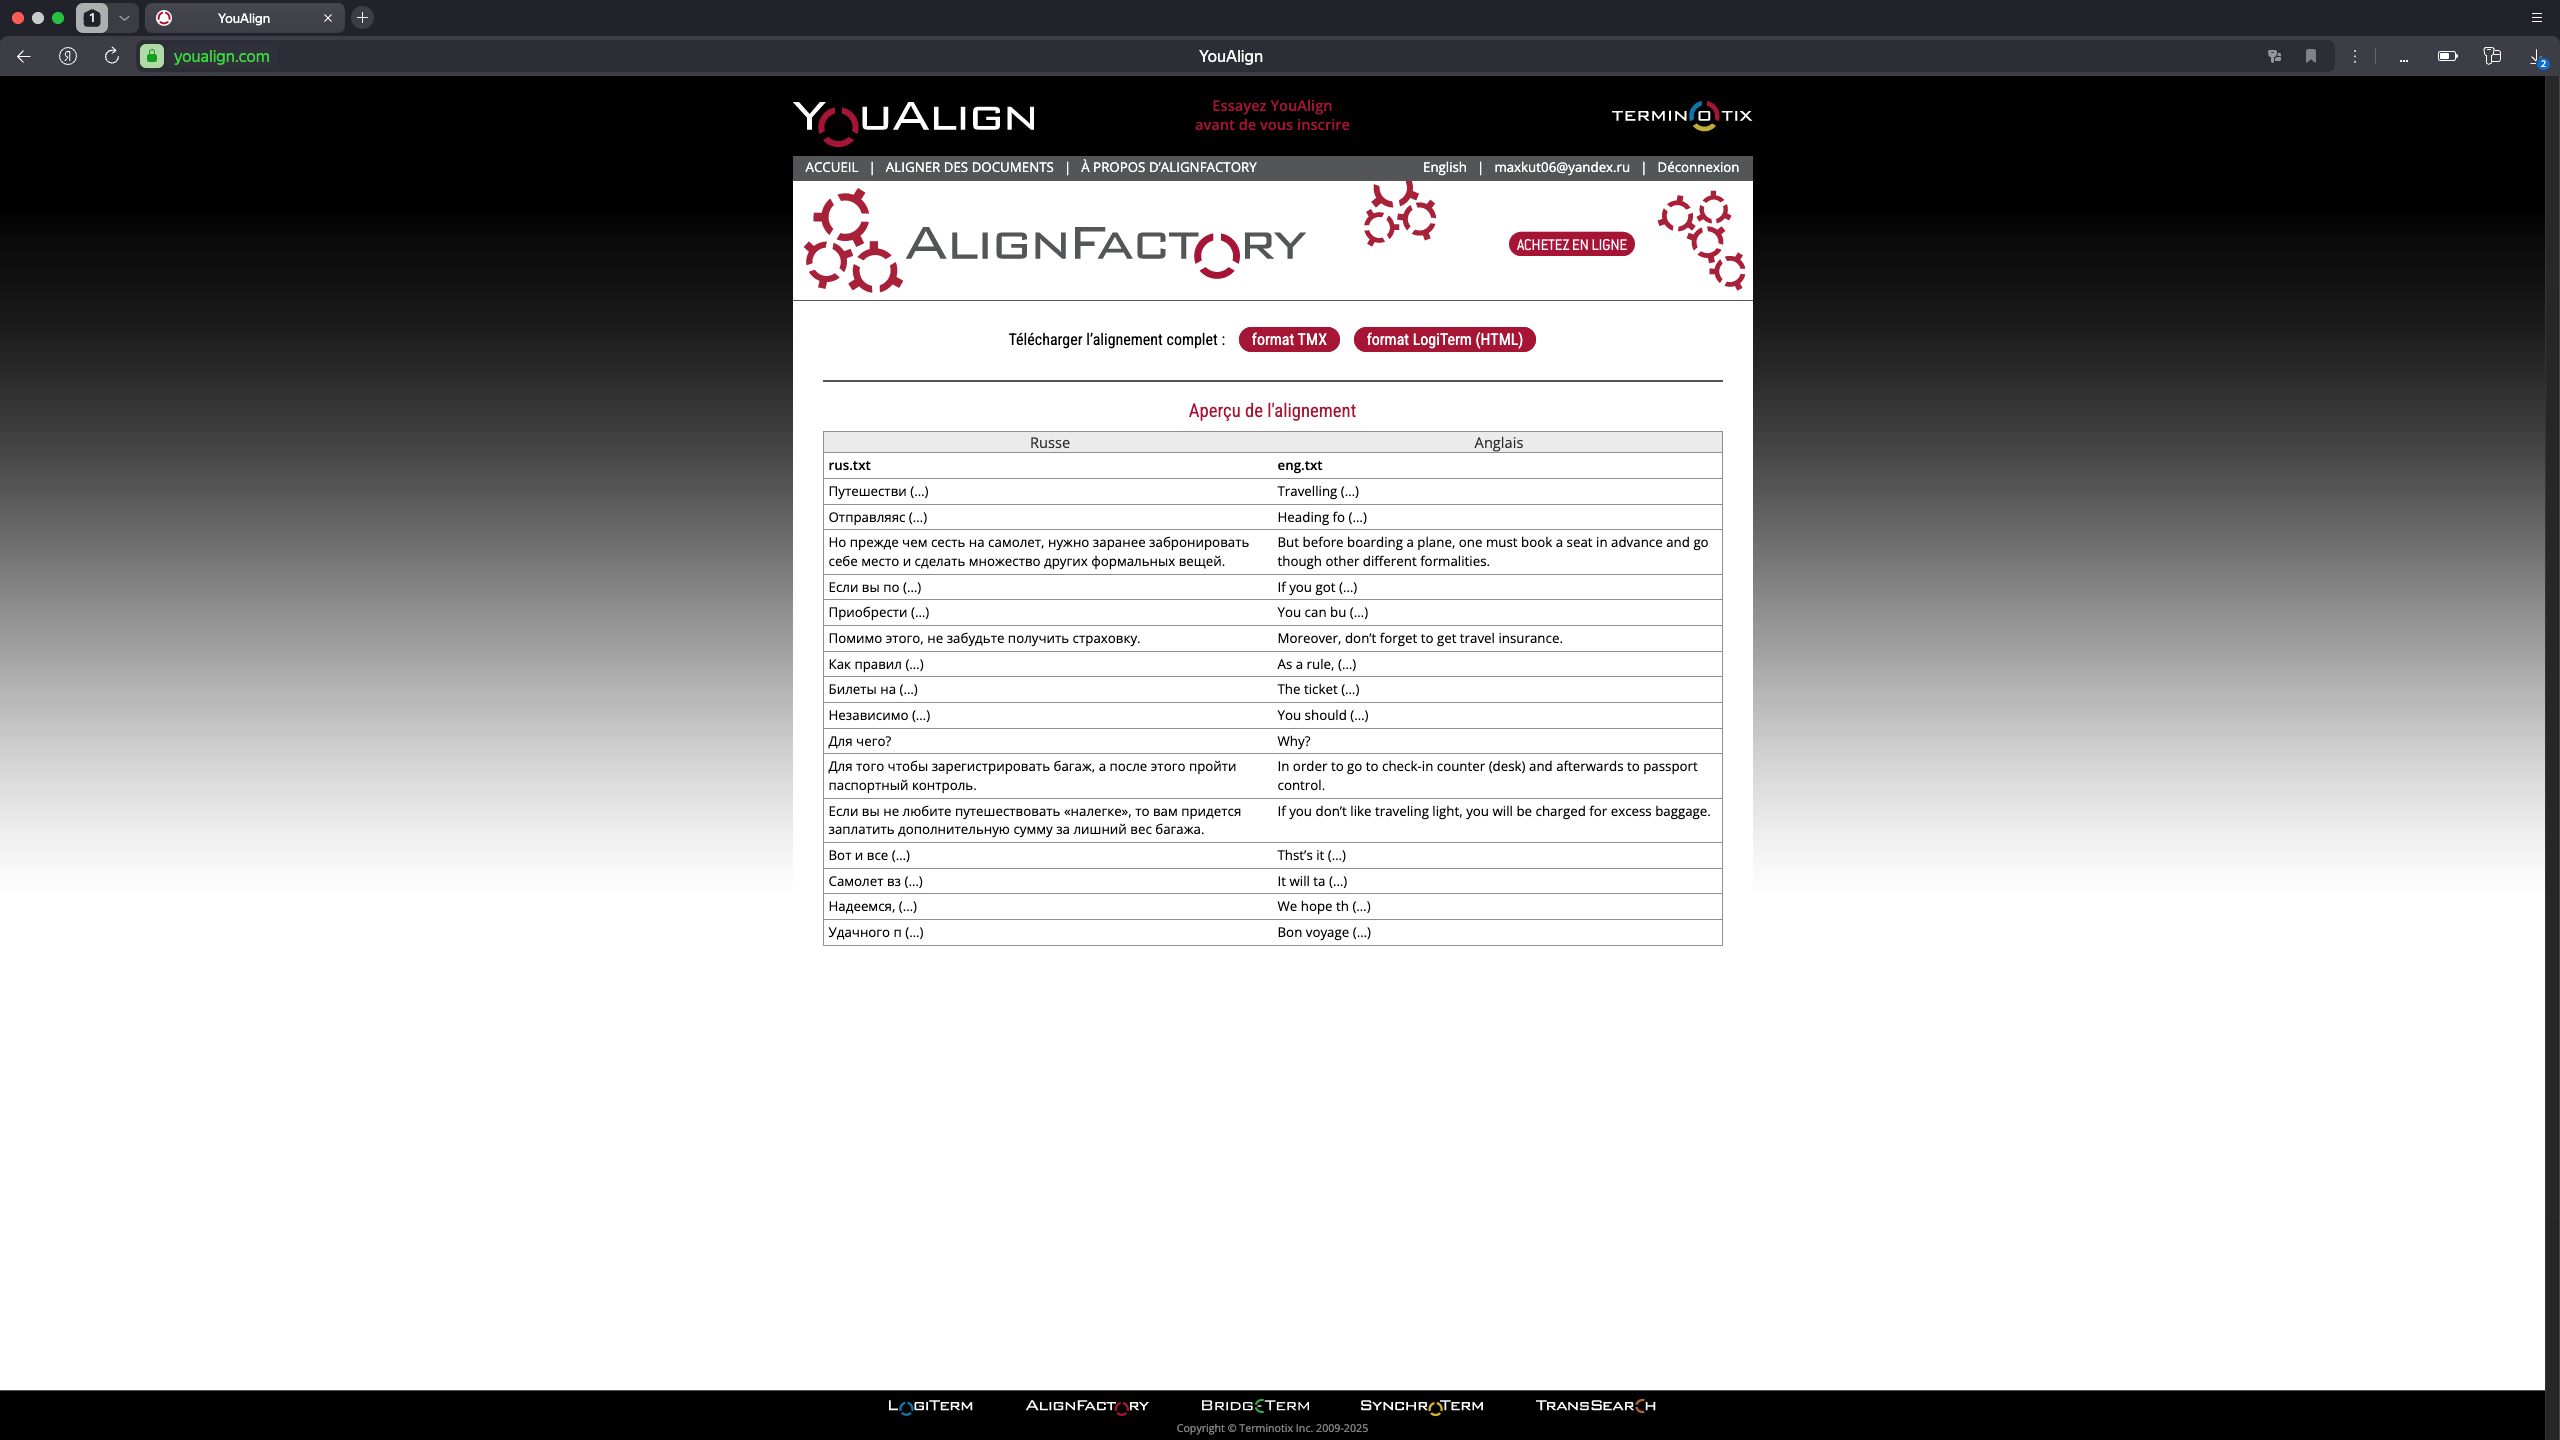 1
YouAlign
youalign.com
YouAlign
...
2
YOUALIGN
Essayez YouAlign
avant de vous inscrire
TERMINOTIX
ACCUEIL | ALIGNER DES DOCUMENTS | À PROPOS D’ALIGNFACTORY
English | maxkut06@yandex.ru | Déconnexion
ALIGNFACTORY
ACHETEZ EN LIGNE
Télécharger l’alignement complet : format TMX format LogiTerm (HTML)
Aperçu de l'alignement
Russe Anglais
rus.txt eng.txt
Путешестви (...) Travelling (...)
Отправляяс (...) Heading fo (...)
Но прежде чем сесть на самолет, нужно заранее забронировать
себе место и сделать множество других формальных вещей.
But before boarding a plane, one must book a seat in advance and go
though other different formalities.
Если вы по (...) If you got (...)
Приобрести (...) You can bu (...)
Помимо этого, не забудьте получить страховку. Moreover, don’t forget to get travel insurance.
Как правил (...) As a rule, (...)
Билеты на (...) The ticket (...)
Независимо (...) You should (...)
Для чего? Why?
Для того чтобы зарегистрировать багаж, а после этого пройти
паспортный контроль.
In order to go to check-in counter (desk) and afterwards to passport
control.
Если вы не любите путешествовать «налегке», то вам придется
заплатить дополнительную сумму за лишний вес багажа.
If you don’t like traveling light, you will be charged for excess baggage.
Вот и все (...) Thst’s it (...)
Самолет вз (...) It will ta (...)
Надеемся, (...) We hope th (...)
Удачного п (...) Bon voyage (...)
LOGITERM ALIGNFACTORY BRIDGETERM SYNCHROTERM TRANSSEARCH
Copyright © Terminotix Inc. 2009-2025